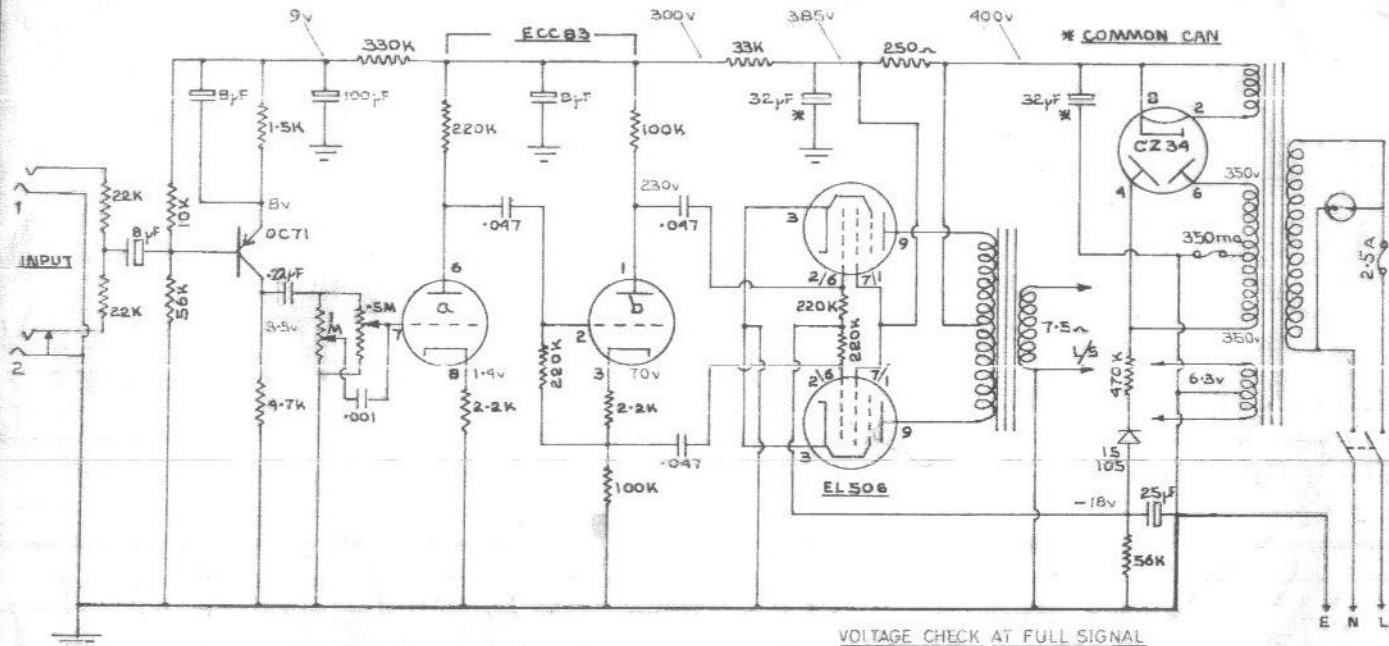 9v
330K
ECC83
300v
33K
385v
250Ω
400v
* COMMON CAN
8µF
1.5K
100µF
220K
8µF
100K
32µF
*
32µF
*
8
2
CZ34
4
6
350v
350ma
350v
2.5A
1
22K
10K
8v
OC71
8µF
INPUT
22K
56K
.22µF
3.5v
1M
.5M
.001
4.7K
2
.047
6
a
7
8
1.4v
2.2K
220K
230v
.047
1
b
2
3
70v
2.2K
.047
100K
3
9
2/6
7/1
220K
220K
2/6
7/1
3
9
EL506
7.5Ω
L/S
470K
6.3v
1S
105
-18v
25µF
56K
E N L
VOLTAGE CHECK AT FULL SIGNAL